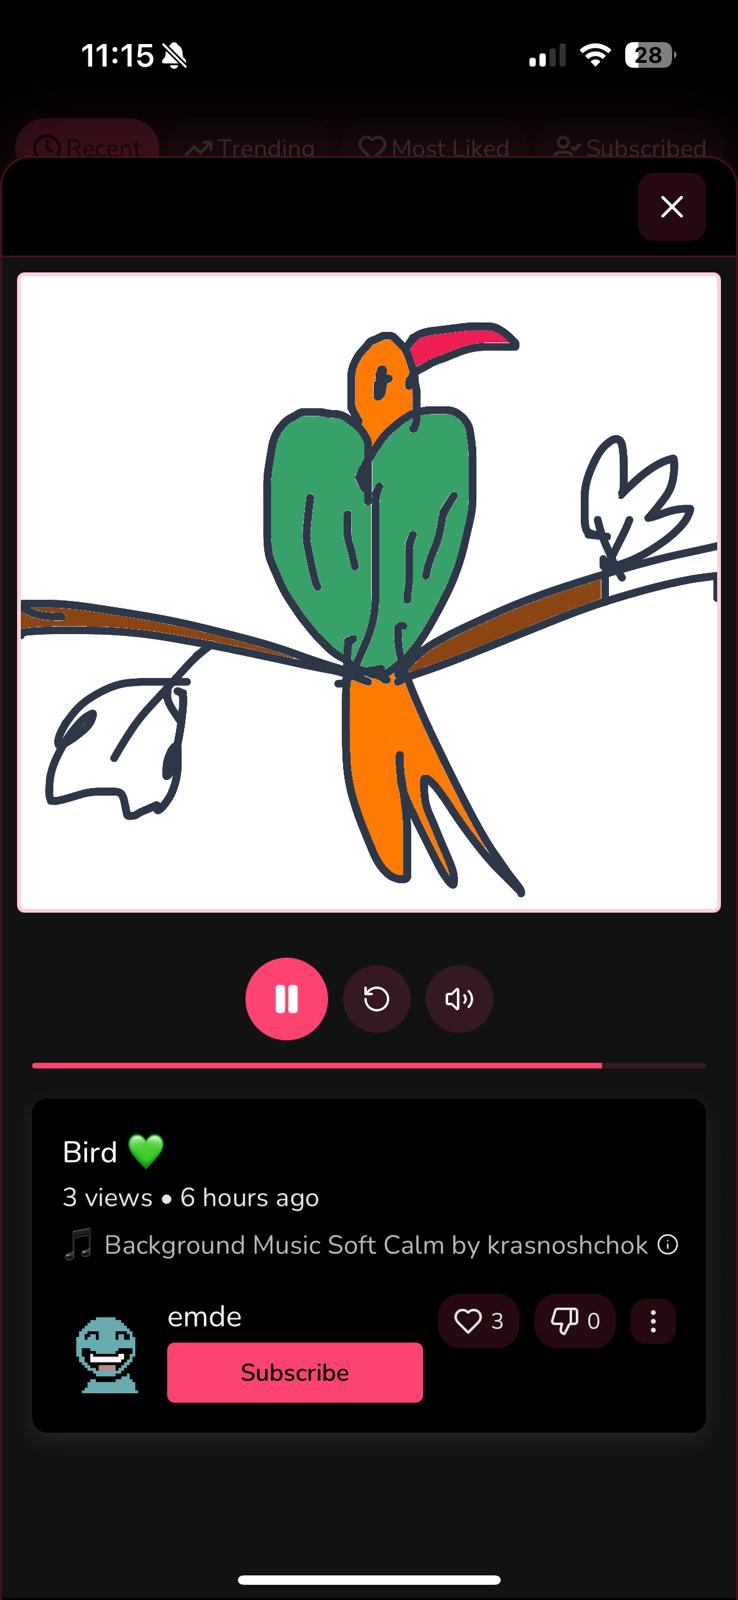 11:15
28
Recent Trending Most Liked Subscribed
Bird 💚
3 views • 6 hours ago
🎵 Background Music Soft Calm by krasnoshchok
emde
3 0
Subscribe